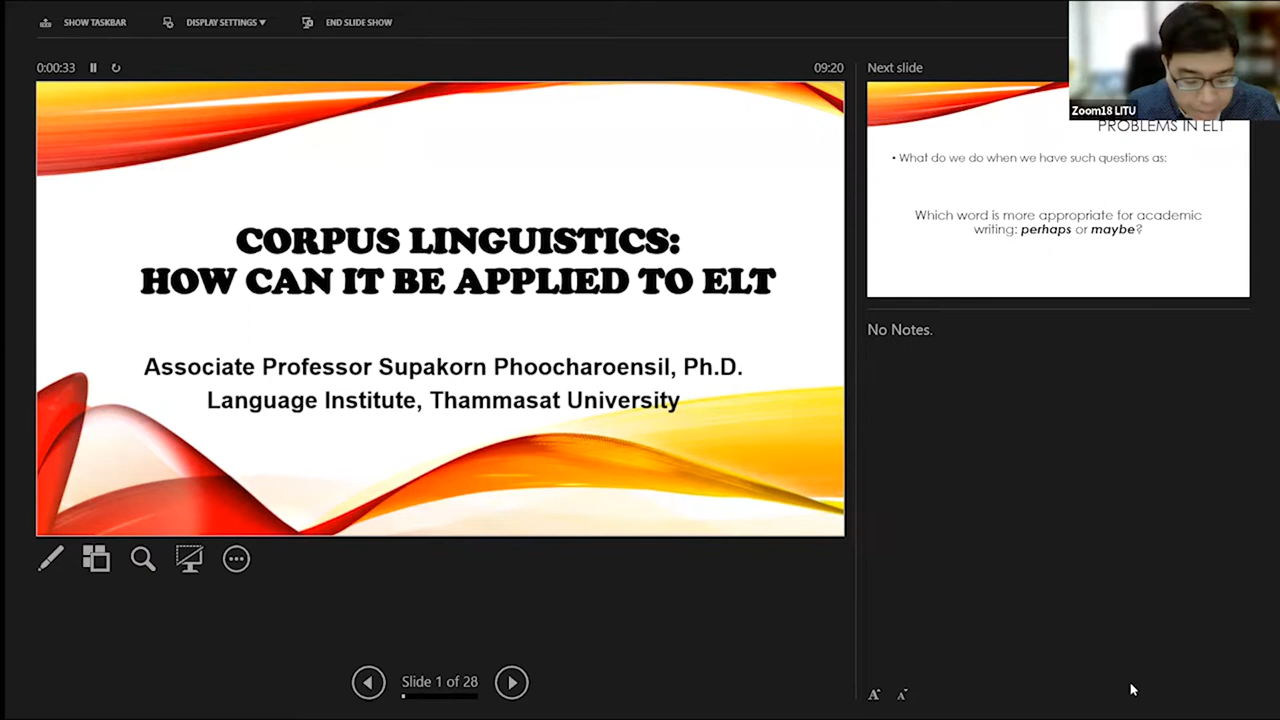 SHOW TASKBAR
DISPLAY SETTINGS ▾
END SLIDE SHOW
0:00:33
09:20
Next slide
Zoom18 LITU
CORPUS LINGUISTICS:
HOW CAN IT BE APPLIED TO ELT
Associate Professor Supakorn Phoocharoensil, Ph.D.
Language Institute, Thammasat University
PROBLEMS IN ELT
• What do we do when we have such questions as:
Which word is more appropriate for academic
writing: perhaps or maybe?
No Notes.
Slide 1 of 28
A A